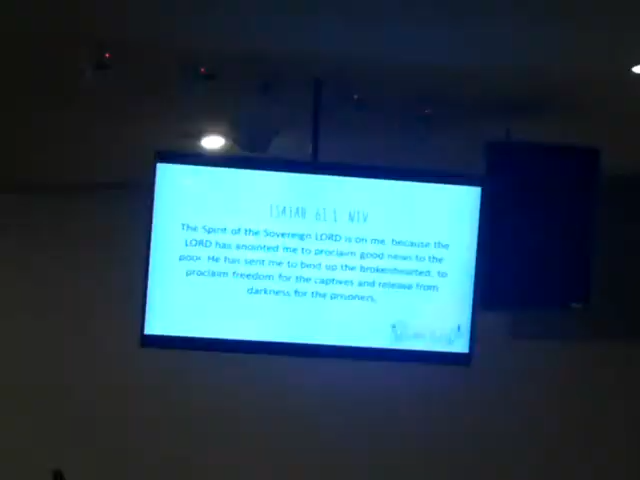 ISAIAH 61:1 NIV
The Spirit of the Sovereign LORD is on me, because the
LORD has anointed me to proclaim good news to the
poor. He has sent me to bind up the brokenhearted, to
proclaim freedom for the captives and release from
darkness for the prisoners,